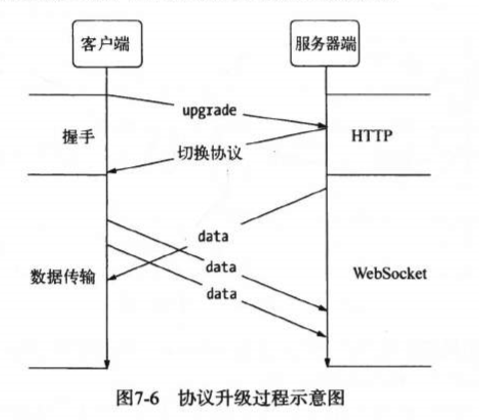 客户端
服务器端
upgrade
握手
HTTP
切换协议
data
data
数据传输
WebSocket
data
图7-6 协议升级过程示意图